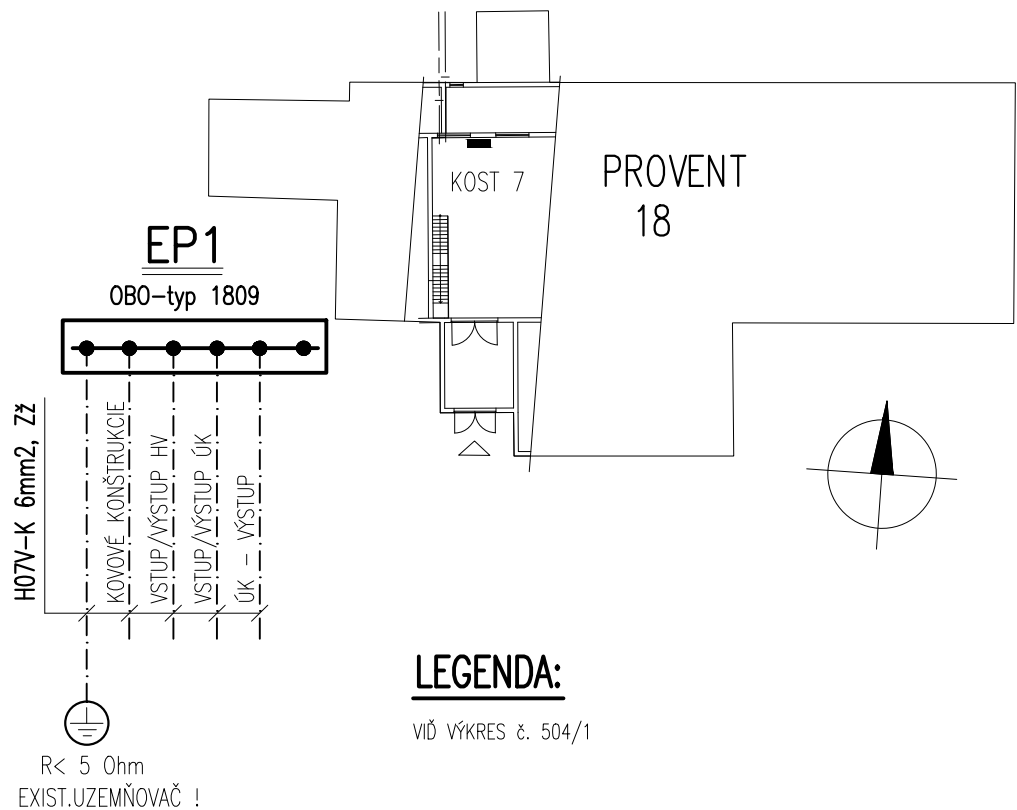 KOST 7
PROVENT
18
EP1
OBO-typ 1809
H07V-K 6mm2, ZŽ
KOVOVÉ KONŠTRUKCIE
VSTUP/VÝSTUP HV
VSTUP/VÝSTUP ÚK
ÚK - VÝSTUP
R< 5 Ohm
EXIST.UZEMŇOVAČ !
LEGENDA:
VIĎ VÝKRES č. 504/1